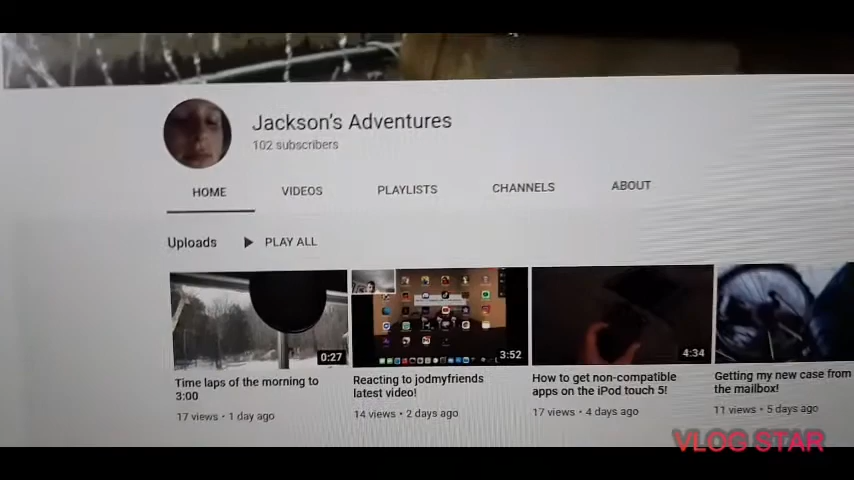 Jackson's Adventures
102 subscribers
HOME VIDEOS PLAYLISTS CHANNELS ABOUT
Uploads PLAY ALL
0:27
3:52
4:34
Time laps of the morning to
3:00
17 views • 1 day ago
Reacting to jodmyfriends
latest video!
14 views • 2 days ago
How to get non-compatible
apps on the iPod touch 5!
17 views • 4 days ago
Getting my new case from
the mailbox!
11 views • 5 days ago
VLOG STAR